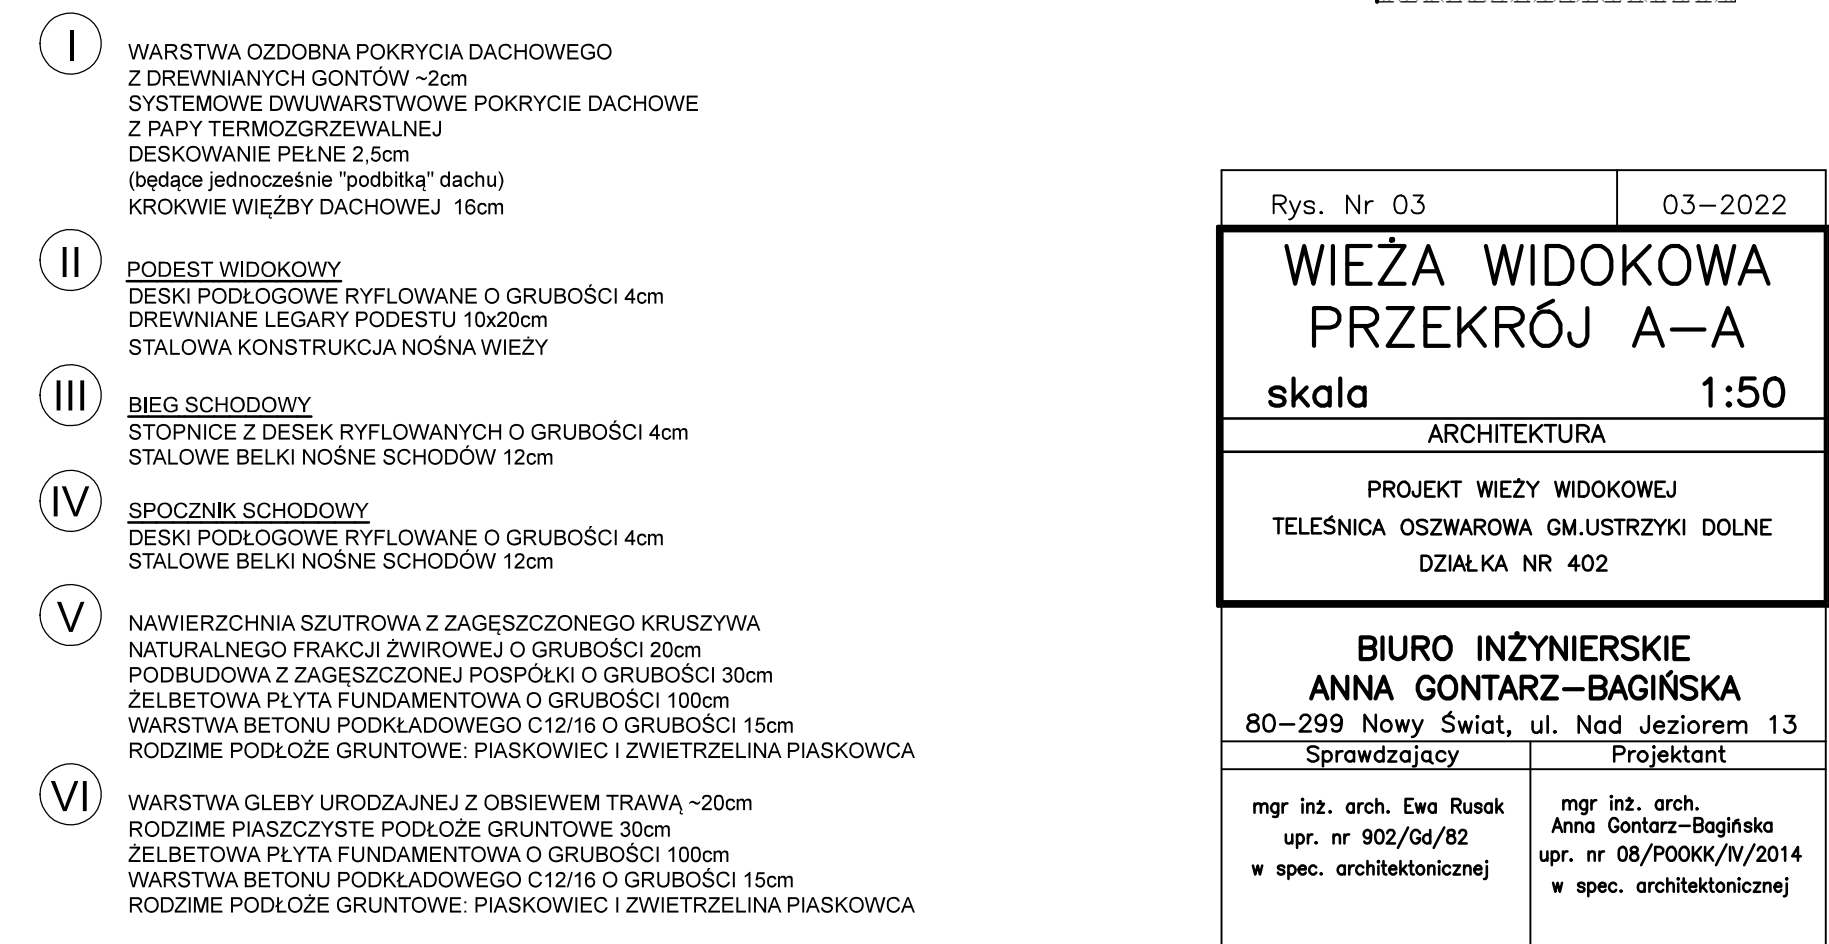 I
WARSTWA OZDOBNA POKRYCIA DACHOWEGO
Z DREWNIANYCH GONTÓW ~2cm
SYSTEMOWE DWUWARSTWOWE POKRYCIE DACHOWE
Z PAPY TERMOZGRZEWALNEJ
DESKOWANIE PEŁNE 2,5cm
(będące jednocześnie "podbitką" dachu)
KROKWIE WIĘŹBY DACHOWEJ 16cm
II
PODEST WIDOKOWY
DESKI PODŁOGOWE RYFLOWANE O GRUBOŚCI 4cm
DREWNIANE LEGARY PODESTU 10x20cm
STALOWA KONSTRUKCJA NOŚNA WIEŻY
III
BIEG SCHODOWY
STOPNICE Z DESEK RYFLOWANYCH O GRUBOŚCI 4cm
STALOWE BELKI NOŚNE SCHODÓW 12cm
IV
SPOCZNIK SCHODOWY
DESKI PODŁOGOWE RYFLOWANE O GRUBOŚCI 4cm
STALOWE BELKI NOŚNE SCHODÓW 12cm
V
NAWIERZCHNIA SZUTROWA Z ZAGĘSZCZONEGO KRUSZYWA
NATURALNEGO FRAKCJI ŻWIROWEJ O GRUBOŚCI 20cm
PODBUDOWA Z ZAGĘSZCZONEJ POSPÓŁKI O GRUBOŚCI 30cm
ŻELBETOWA PŁYTA FUNDAMENTOWA O GRUBOŚCI 100cm
WARSTWA BETONU PODKŁADOWEGO C12/16 O GRUBOŚCI 15cm
RODZIME PODŁOŻE GRUNTOWE: PIASKOWIEC I ZWIETRZELINA PIASKOWCA
VI
WARSTWA GLEBY URODZAJNEJ Z OBSIEWEM TRAWĄ ~20cm
RODZIME PIASZCZYSTE PODŁOŻE GRUNTOWE 30cm
ŻELBETOWA PŁYTA FUNDAMENTOWA O GRUBOŚCI 100cm
WARSTWA BETONU PODKŁADOWEGO C12/16 O GRUBOŚCI 15cm
RODZIME PODŁOŻE GRUNTOWE: PIASKOWIEC I ZWIETRZELINA PIASKOWCA
Rys. Nr 03 03-2022
WIEŻA WIDOKOWA
PRZEKRÓJ A-A
skala 1:50
ARCHITEKTURA
PROJEKT WIEŻY WIDOKOWEJ
TELEŚNICA OSZWAROWA GM.USTRZYKI DOLNE
DZIAŁKA NR 402
BIURO INŻYNIERSKIE
ANNA GONTARZ-BAGIŃSKA
80-299 Nowy Świat, ul. Nad Jeziorem 13
Sprawdzający
mgr inż. arch. Ewa Rusak
upr. nr 902/Gd/82
w spec. architektonicznej
Projektant
mgr inż. arch.
Anna Gontarz-Bagińska
upr. nr 08/POOKK/IV/2014
w spec. architektonicznej